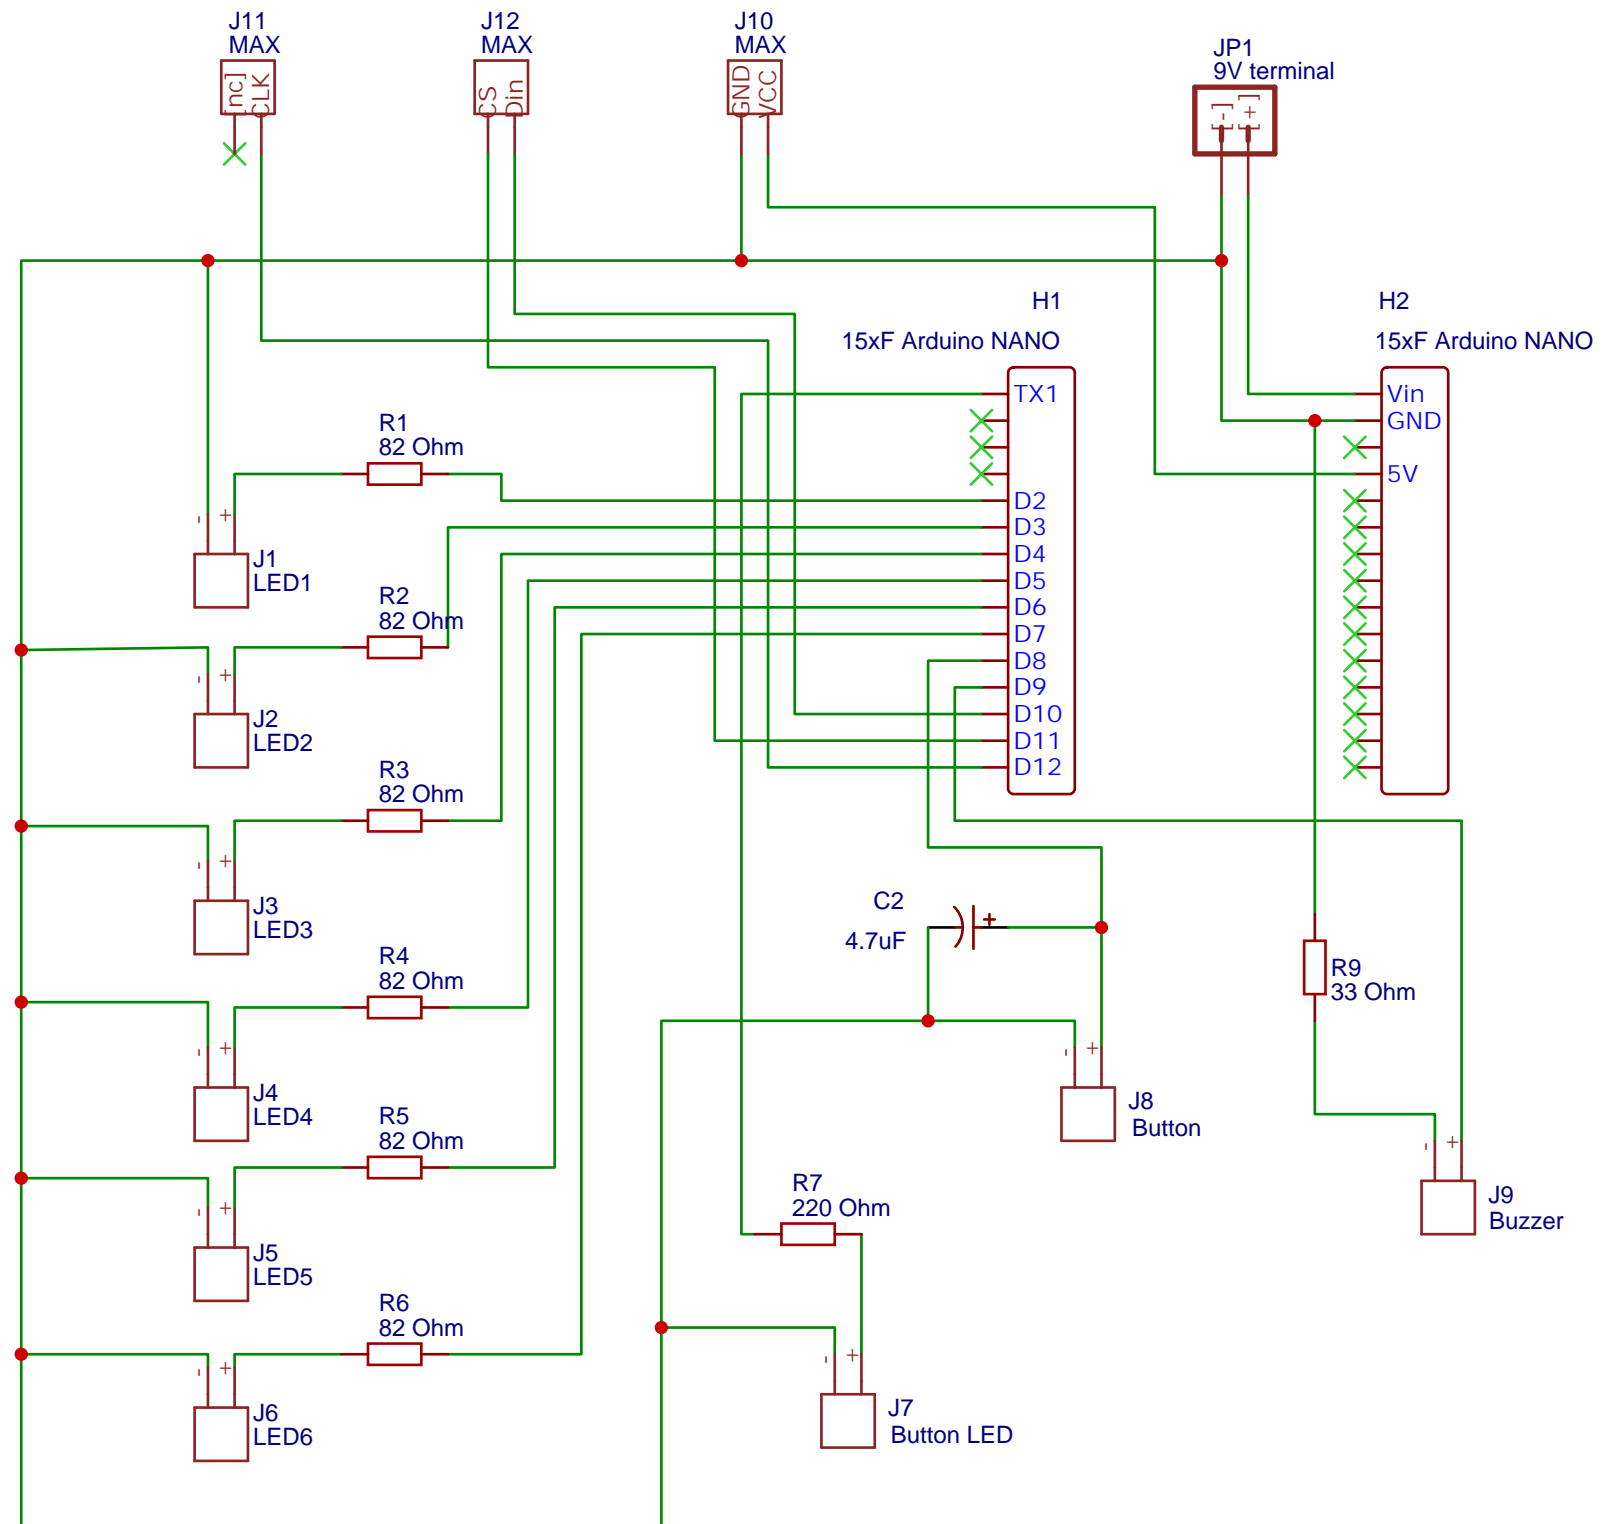 J11
MAX
[nc]
CLK
J12
MAX
CS
Din
J10
MAX
GND
VCC
JP1
9V terminal
[-]
[+]
H1
15xF Arduino NANO
TX1
D2
D3
D4
D5
D6
D7
D8
D9
D10
D11
D12
H2
15xF Arduino NANO
Vin
GND
5V
R1
82 Ohm
- +
J1
LED1
R2
82 Ohm
- +
J2
LED2
R3
82 Ohm
- +
J3
LED3
R4
82 Ohm
- +
J4
LED4
R5
82 Ohm
- +
J5
LED5
R6
82 Ohm
- +
J6
LED6
C2
4.7uF
+
- +
J8
Button
R9
33 Ohm
- +
J9
Buzzer
R7
220 Ohm
- +
J7
Button LED